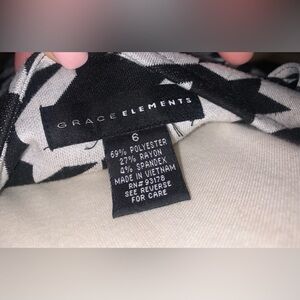 GRACE ELEMENTS
6
69% POLYESTER
27% RAYON
4% SPANDEX
MADE IN VIETNAM
RN# 93178
SEE REVERSE
FOR CARE